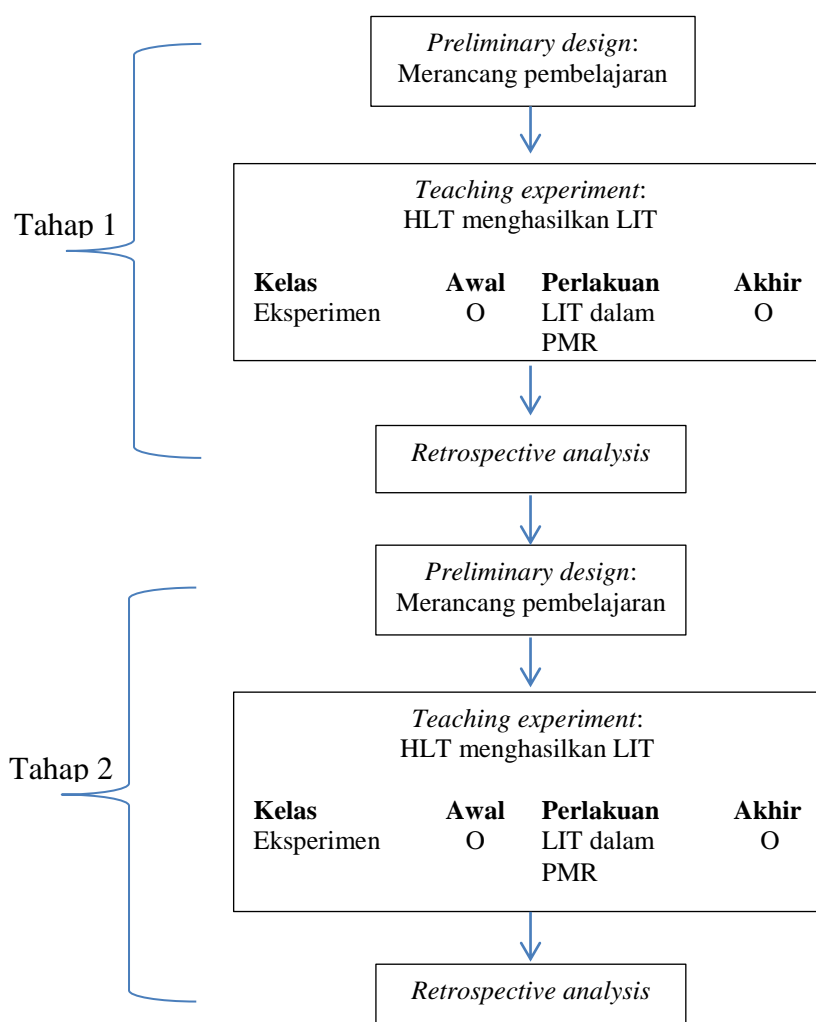 Preliminary design:
Merancang pembelajaran
Tahap 1
Teaching experiment:
HLT menghasilkan LIT
Kelas Awal Perlakuan Akhir
Eksperimen O LIT dalam O
PMR
Retrospective analysis
Preliminary design:
Merancang pembelajaran
Tahap 2
Teaching experiment:
HLT menghasilkan LIT
Kelas Awal Perlakuan Akhir
Eksperimen O LIT dalam O
PMR
Retrospective analysis